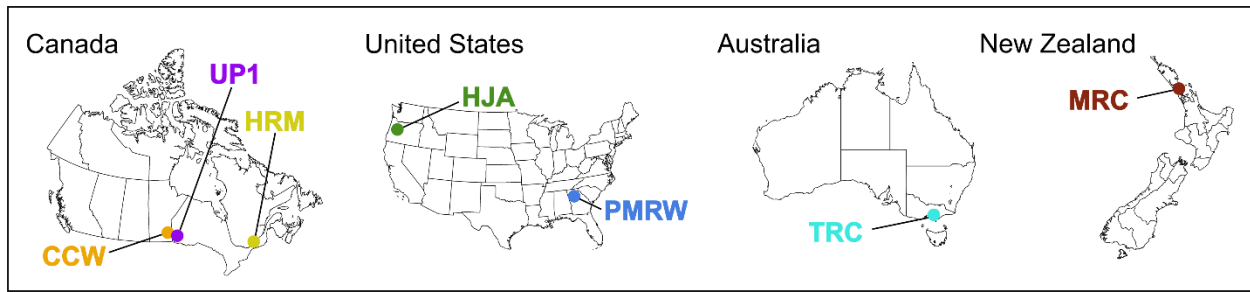 Canada
UP1
HRM
CCW
United States
HJA
PMRW
Australia
TRC
New Zealand
MRC